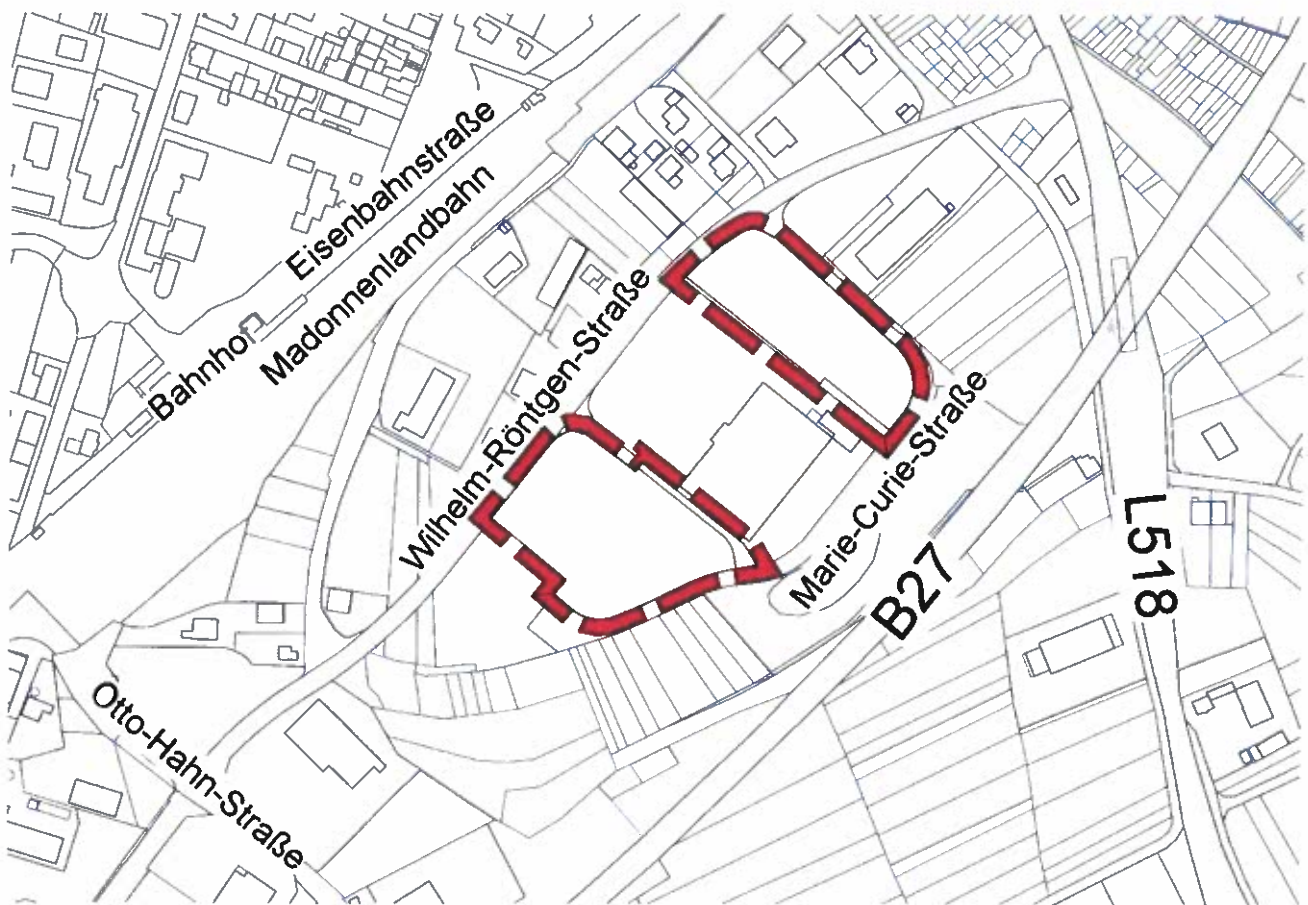 Eisenbahnstraße
Madonnenlandbahn
Bahnhof
Wilhelm-Röntgen-Straße
Marie-Curie-Straße
B27
L518
Otto-Hahn-Straße